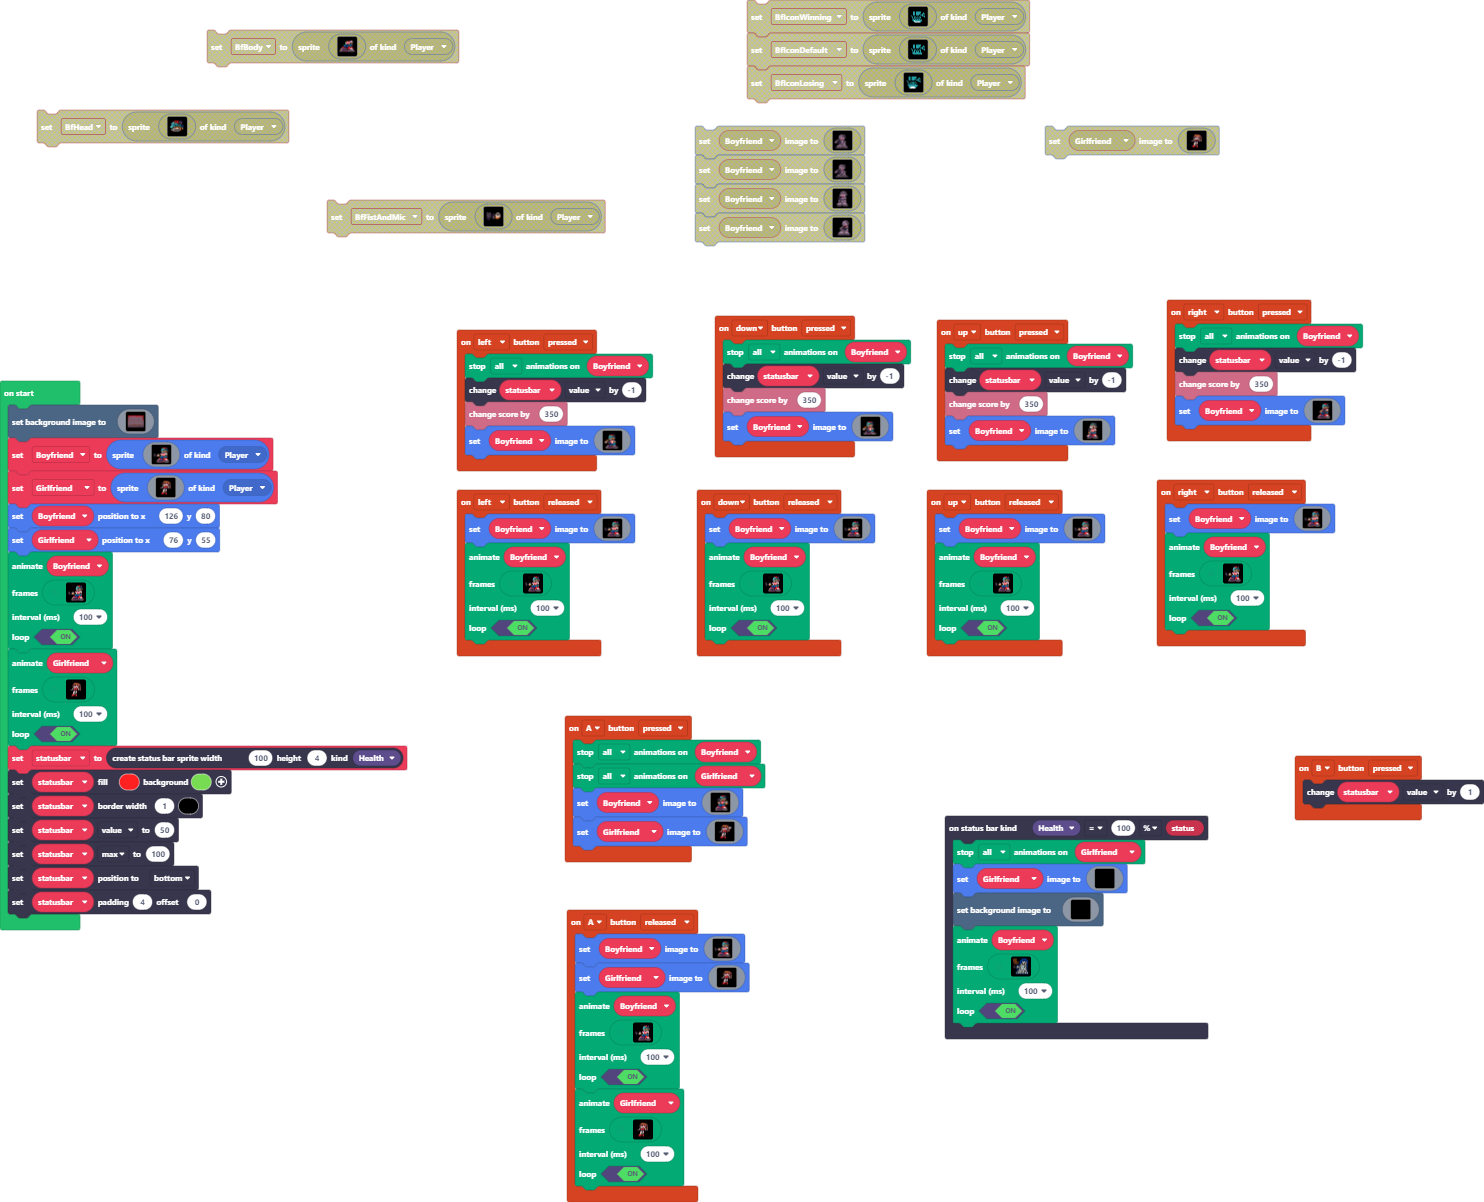 set BfBody to sprite of kind Player
set BfHead to sprite of kind Player
set BfFistAndMic to sprite of kind Player
set BfIconWinning to sprite of kind Player
set BfIconDefault to sprite of kind Player
set BfIconLosing to sprite of kind Player
set Boyfriend image to
set Boyfriend image to
set Boyfriend image to
set Boyfriend image to
set Girlfriend image to
on start
set background image to
set Boyfriend to sprite of kind Player
set Girlfriend to sprite of kind Player
set Boyfriend position to x 126 y 80
set Girlfriend position to x 76 y 55
animate Boyfriend
frames
interval (ms) 100
loop ON
animate Girlfriend
frames
interval (ms) 100
loop ON
set statusbar to create status bar sprite width 100 height 4 kind Health
set statusbar fill background
set statusbar border width 1
set statusbar value to 50
set statusbar max to 100
set statusbar position to bottom
set statusbar padding 4 offset 0
on left button pressed
stop all animations on Boyfriend
change statusbar value by -1
change score by 350
set Boyfriend image to
on down button pressed
stop all animations on Boyfriend
change statusbar value by -1
change score by 350
set Boyfriend image to
on up button pressed
stop all animations on Boyfriend
change statusbar value by -1
change score by 350
set Boyfriend image to
on right button pressed
stop all animations on Boyfriend
change statusbar value by -1
change score by 350
set Boyfriend image to
on left button released
set Boyfriend image to
animate Boyfriend
frames
interval (ms) 100
loop ON
on down button released
set Boyfriend image to
animate Boyfriend
frames
interval (ms) 100
loop ON
on up button released
set Boyfriend image to
animate Boyfriend
frames
interval (ms) 100
loop ON
on right button released
set Boyfriend image to
animate Boyfriend
frames
interval (ms) 100
loop ON
on A button pressed
stop all animations on Boyfriend
stop all animations on Girlfriend
set Boyfriend image to
set Girlfriend image to
on A button released
set Boyfriend image to
set Girlfriend image to
animate Boyfriend
frames
interval (ms) 100
loop ON
animate Girlfriend
frames
interval (ms) 100
loop ON
on status bar kind Health = 100 % status
stop all animations on Girlfriend
set Girlfriend image to
set background image to
animate Boyfriend
frames
interval (ms) 100
loop ON
on B button pressed
change statusbar value by 1